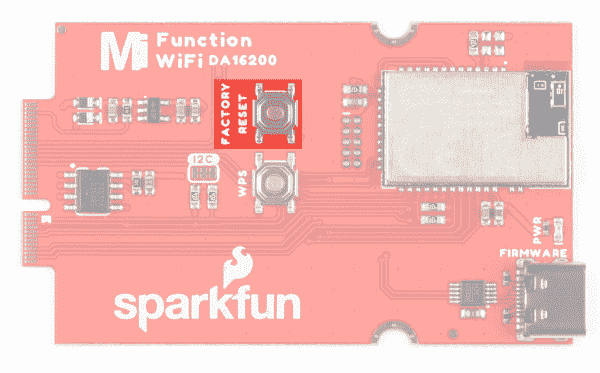 Mi Function
WiFi DA16200
FACTORY
RESET
I2C
WPS
PWR
FIRMWARE
sparkfun